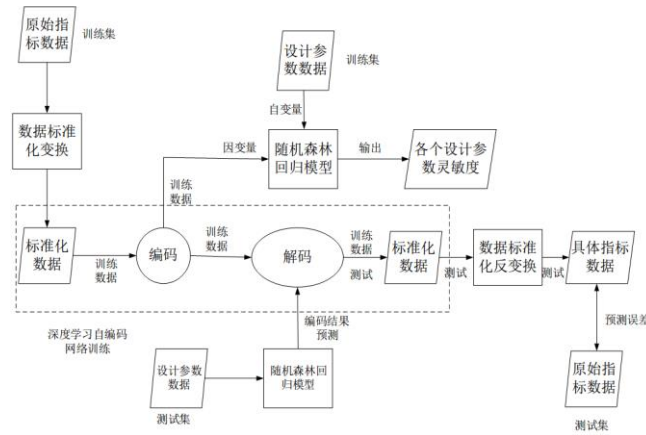 原始指
标数据
训练集
设计参
数数据
训练集
自变量
数据标准
化变换
因变量
随机森林
回归模型
输出
各个设计参
数灵敏度
训练
数据
标准化
数据
训练
数据
编码
训练
数据
解码
训练
数据
测试
标准化
数据
测试
数据标准
化反变换
测试
具体指标
数据
深度学习自编码
网络训练
编码结果
预测
预测误差
设计参数
数据
测试集
随机森林回
归模型
原始指
标数据
测试集